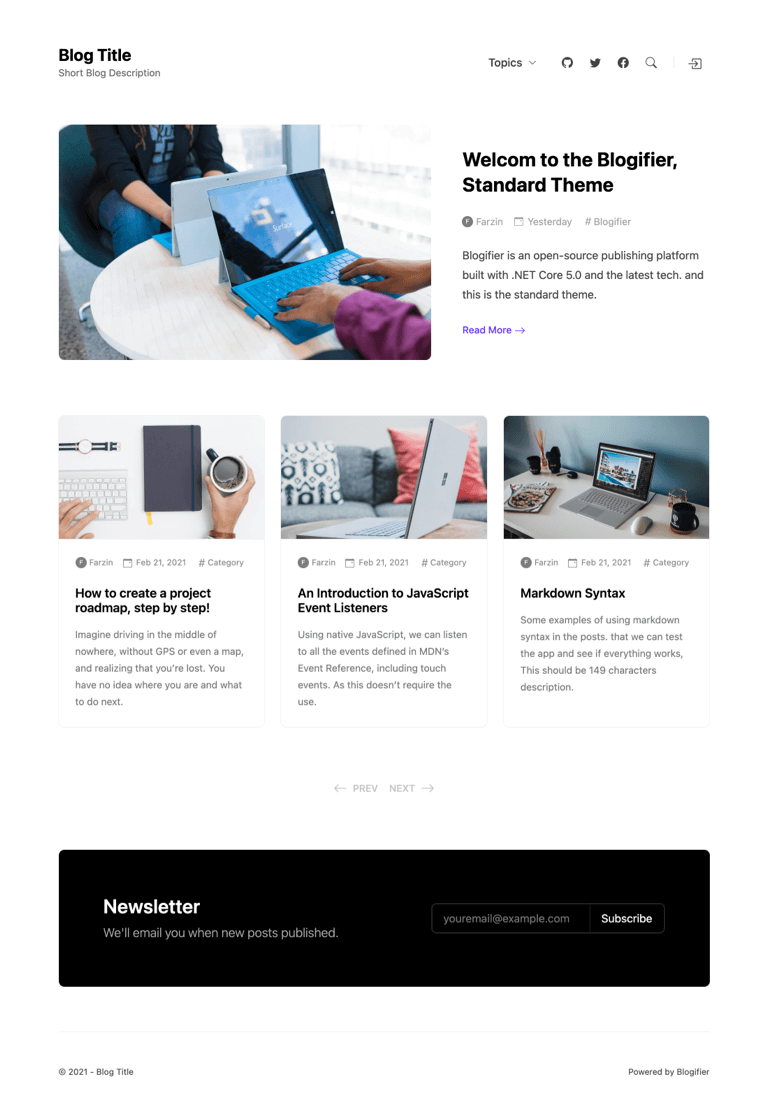 Blog Title
Short Blog Description
Topics
Surface
Welcom to the Blogifier,
Standard Theme
F Farzin Yesterday # Blogifier
Blogifier is an open-source publishing platform
built with .NET Core 5.0 and the latest tech. and
this is the standard theme.
Read More →
F Farzin Feb 21, 2021 # Category
How to create a project
roadmap, step by step!
Imagine driving in the middle of
nowhere, without GPS or even a map,
and realizing that you're lost. You
have no idea where you are and what
to do next.
F Farzin Feb 21, 2021 # Category
An Introduction to JavaScript
Event Listeners
Using native JavaScript, we can listen
to all the events defined in MDN's
Event Reference, including touch
events. As this doesn't require the
use.
F Farzin Feb 21, 2021 # Category
Markdown Syntax
Some examples of using markdown
syntax in the posts. that we can test
the app and see if everything works,
This should be 149 characters
description.
← PREV NEXT →
Newsletter
We'll email you when new posts published.
youremail@example.com Subscribe
© 2021 - Blog Title
Powered by Blogifier